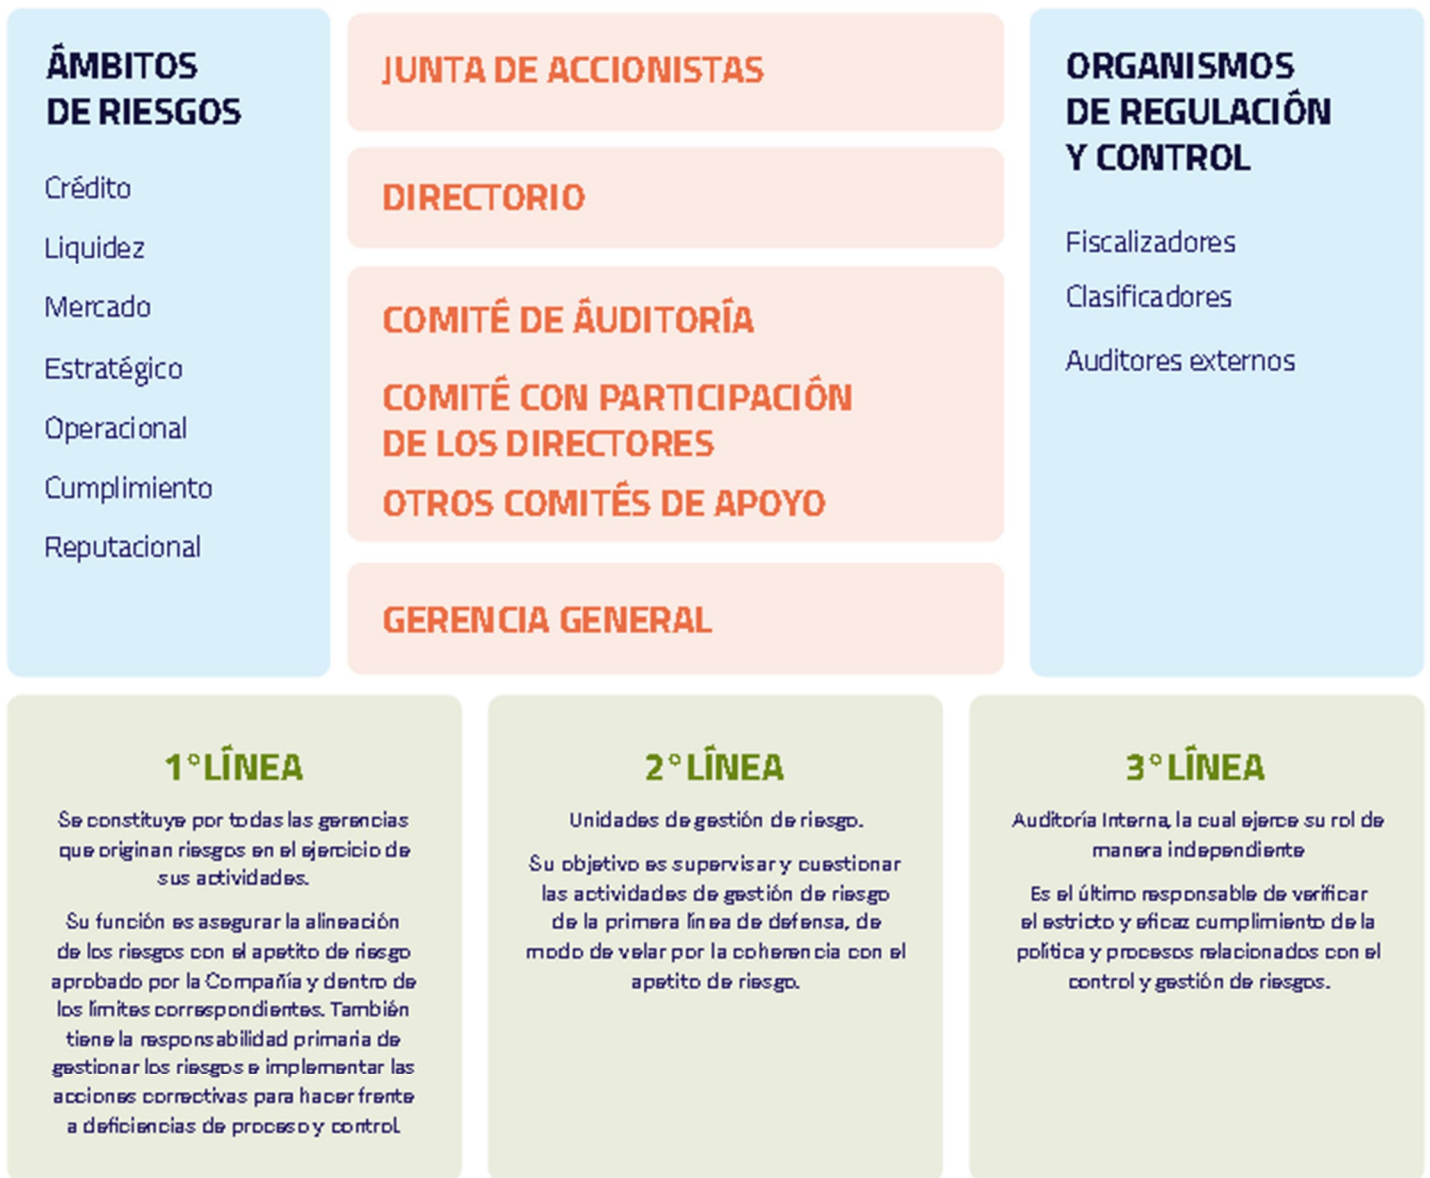 ÁMBITOS
DE RIESGOS
Crédito
Liquidez
Mercado
Estratégico
Operacional
Cumplimiento
Reputacional
JUNTA DE ACCIONISTAS
DIRECTORIO
COMITÉ DE ÁUDITORÍA
COMITÉ CON PARTICIPACIÓN
DE LOS DIRECTORES
OTROS COMITÉS DE APOYO
GERENCIA GENERAL
ORGANISMOS
DE REGULACIÓN
Y CONTROL
Fiscalizadores
Clasificadores
Auditores externos
1° LÍNEA
Se constituye por todas las gerencias
que originan riesgos en el ejercicio de
sus actividades.
Su función es asegurar la alineación
de los riesgos con el apetito de riesgo
aprobado por la Compañía y dentro de
los límites correspondientes. También
tiene la responsabilidad primaria de
gestionar los riesgos e implementar las
acciones correctivas para hacer frente
a deficiencias de proceso y control.
2° LÍNEA
Unidades de gestión de riesgo.
Su objetivo es supervisar y cuestionar
las actividades de gestión de riesgo
de la primera línea de defensa, de
modo de velar por la coherencia con el
apetito de riesgo.
3° LÍNEA
Auditoría Interna, la cual ejerce su rol de
manera independiente
Es el último responsable de verificar
el estricto y eficaz cumplimiento de la
política y procesos relacionados con el
control y gestión de riesgos.